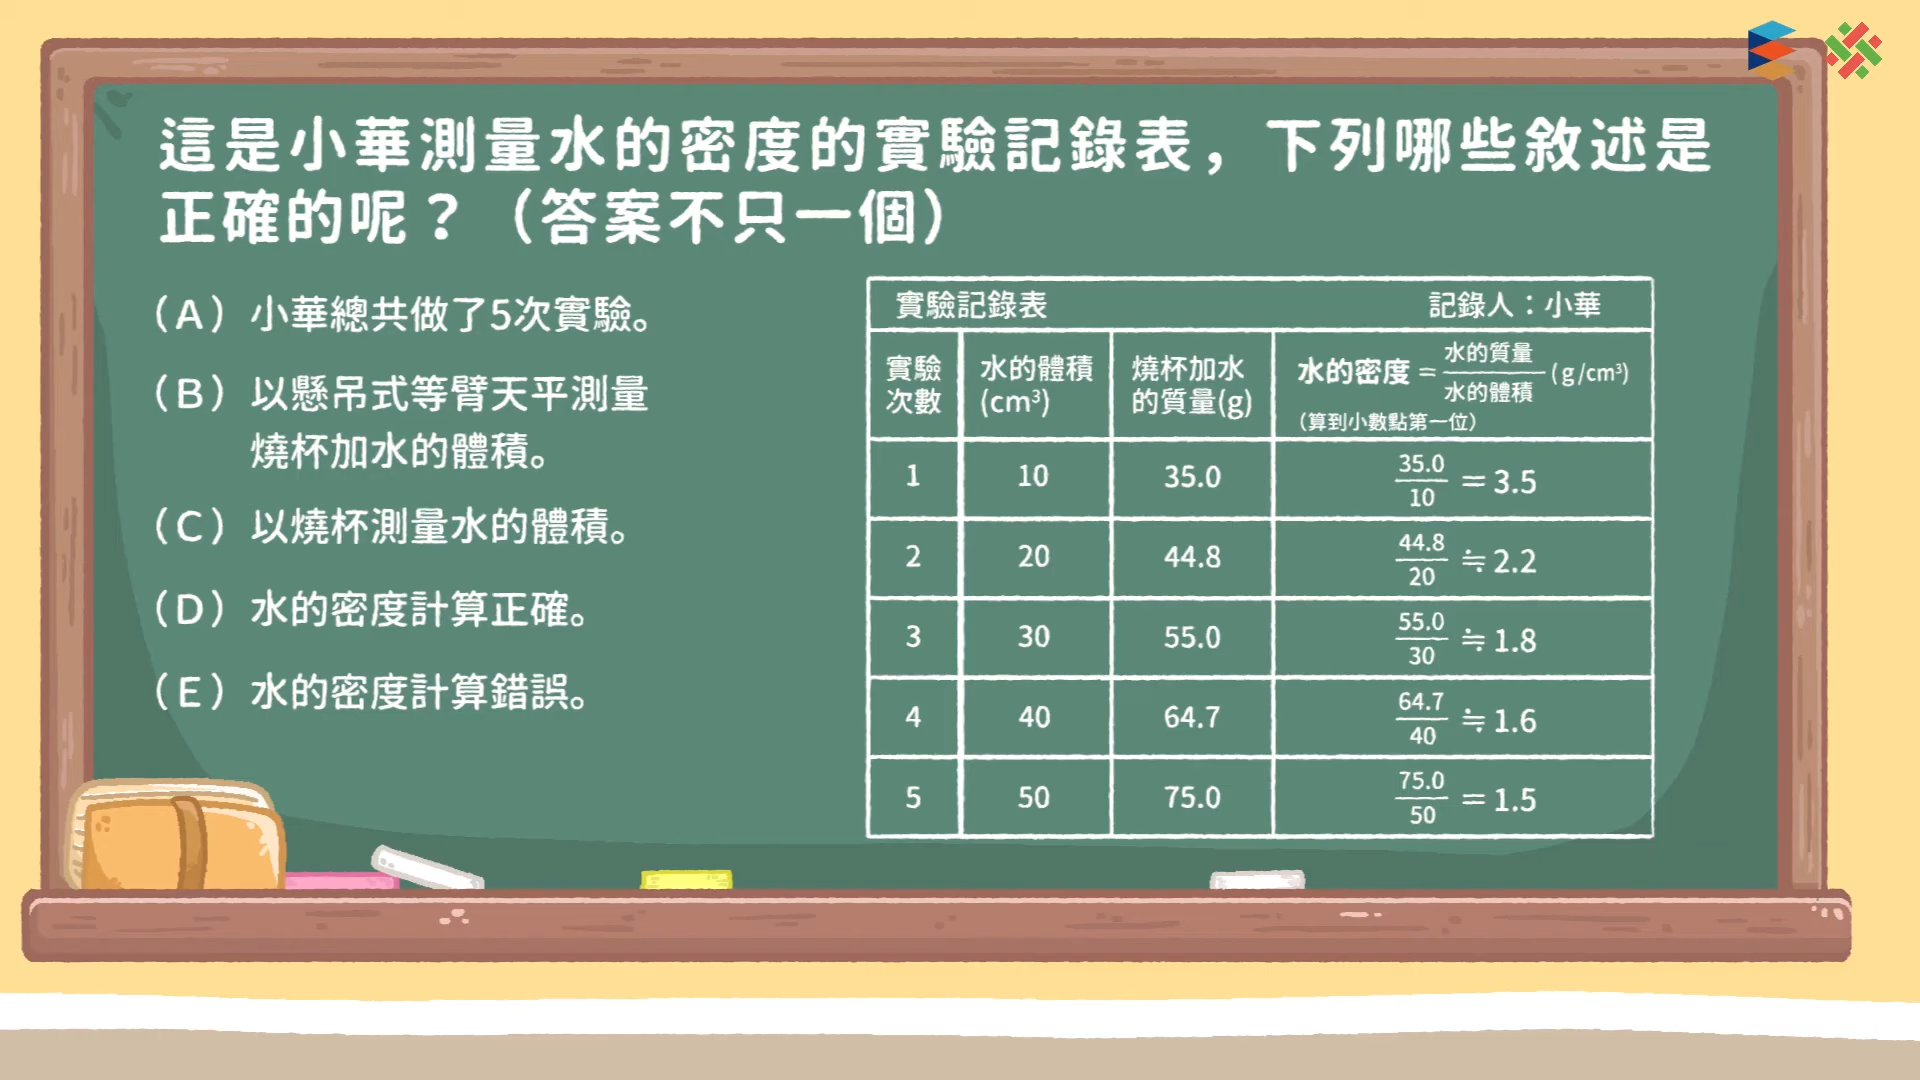 這是小華測量水的密度的實驗記錄表，下列哪些敘述是
正確的呢？（答案不只一個）
（A）小華總共做了5次實驗。
（B）以懸吊式等臂天平測量
燒杯加水的體積。
（C）以燒杯測量水的體積。
（D）水的密度計算正確。
（E）水的密度計算錯誤。
實驗記錄表 記錄人：小華
實驗次數 水的體積(cm³) 燒杯加水的質量(g) 水的密度＝水的質量/水的體積 (g/cm³)（算到小數點第一位）
1 10 35.0 35.0/10 ＝3.5
2 20 44.8 44.8/20 ≒2.2
3 30 55.0 55.0/30 ≒1.8
4 40 64.7 64.7/40 ≒1.6
5 50 75.0 75.0/50 ＝1.5